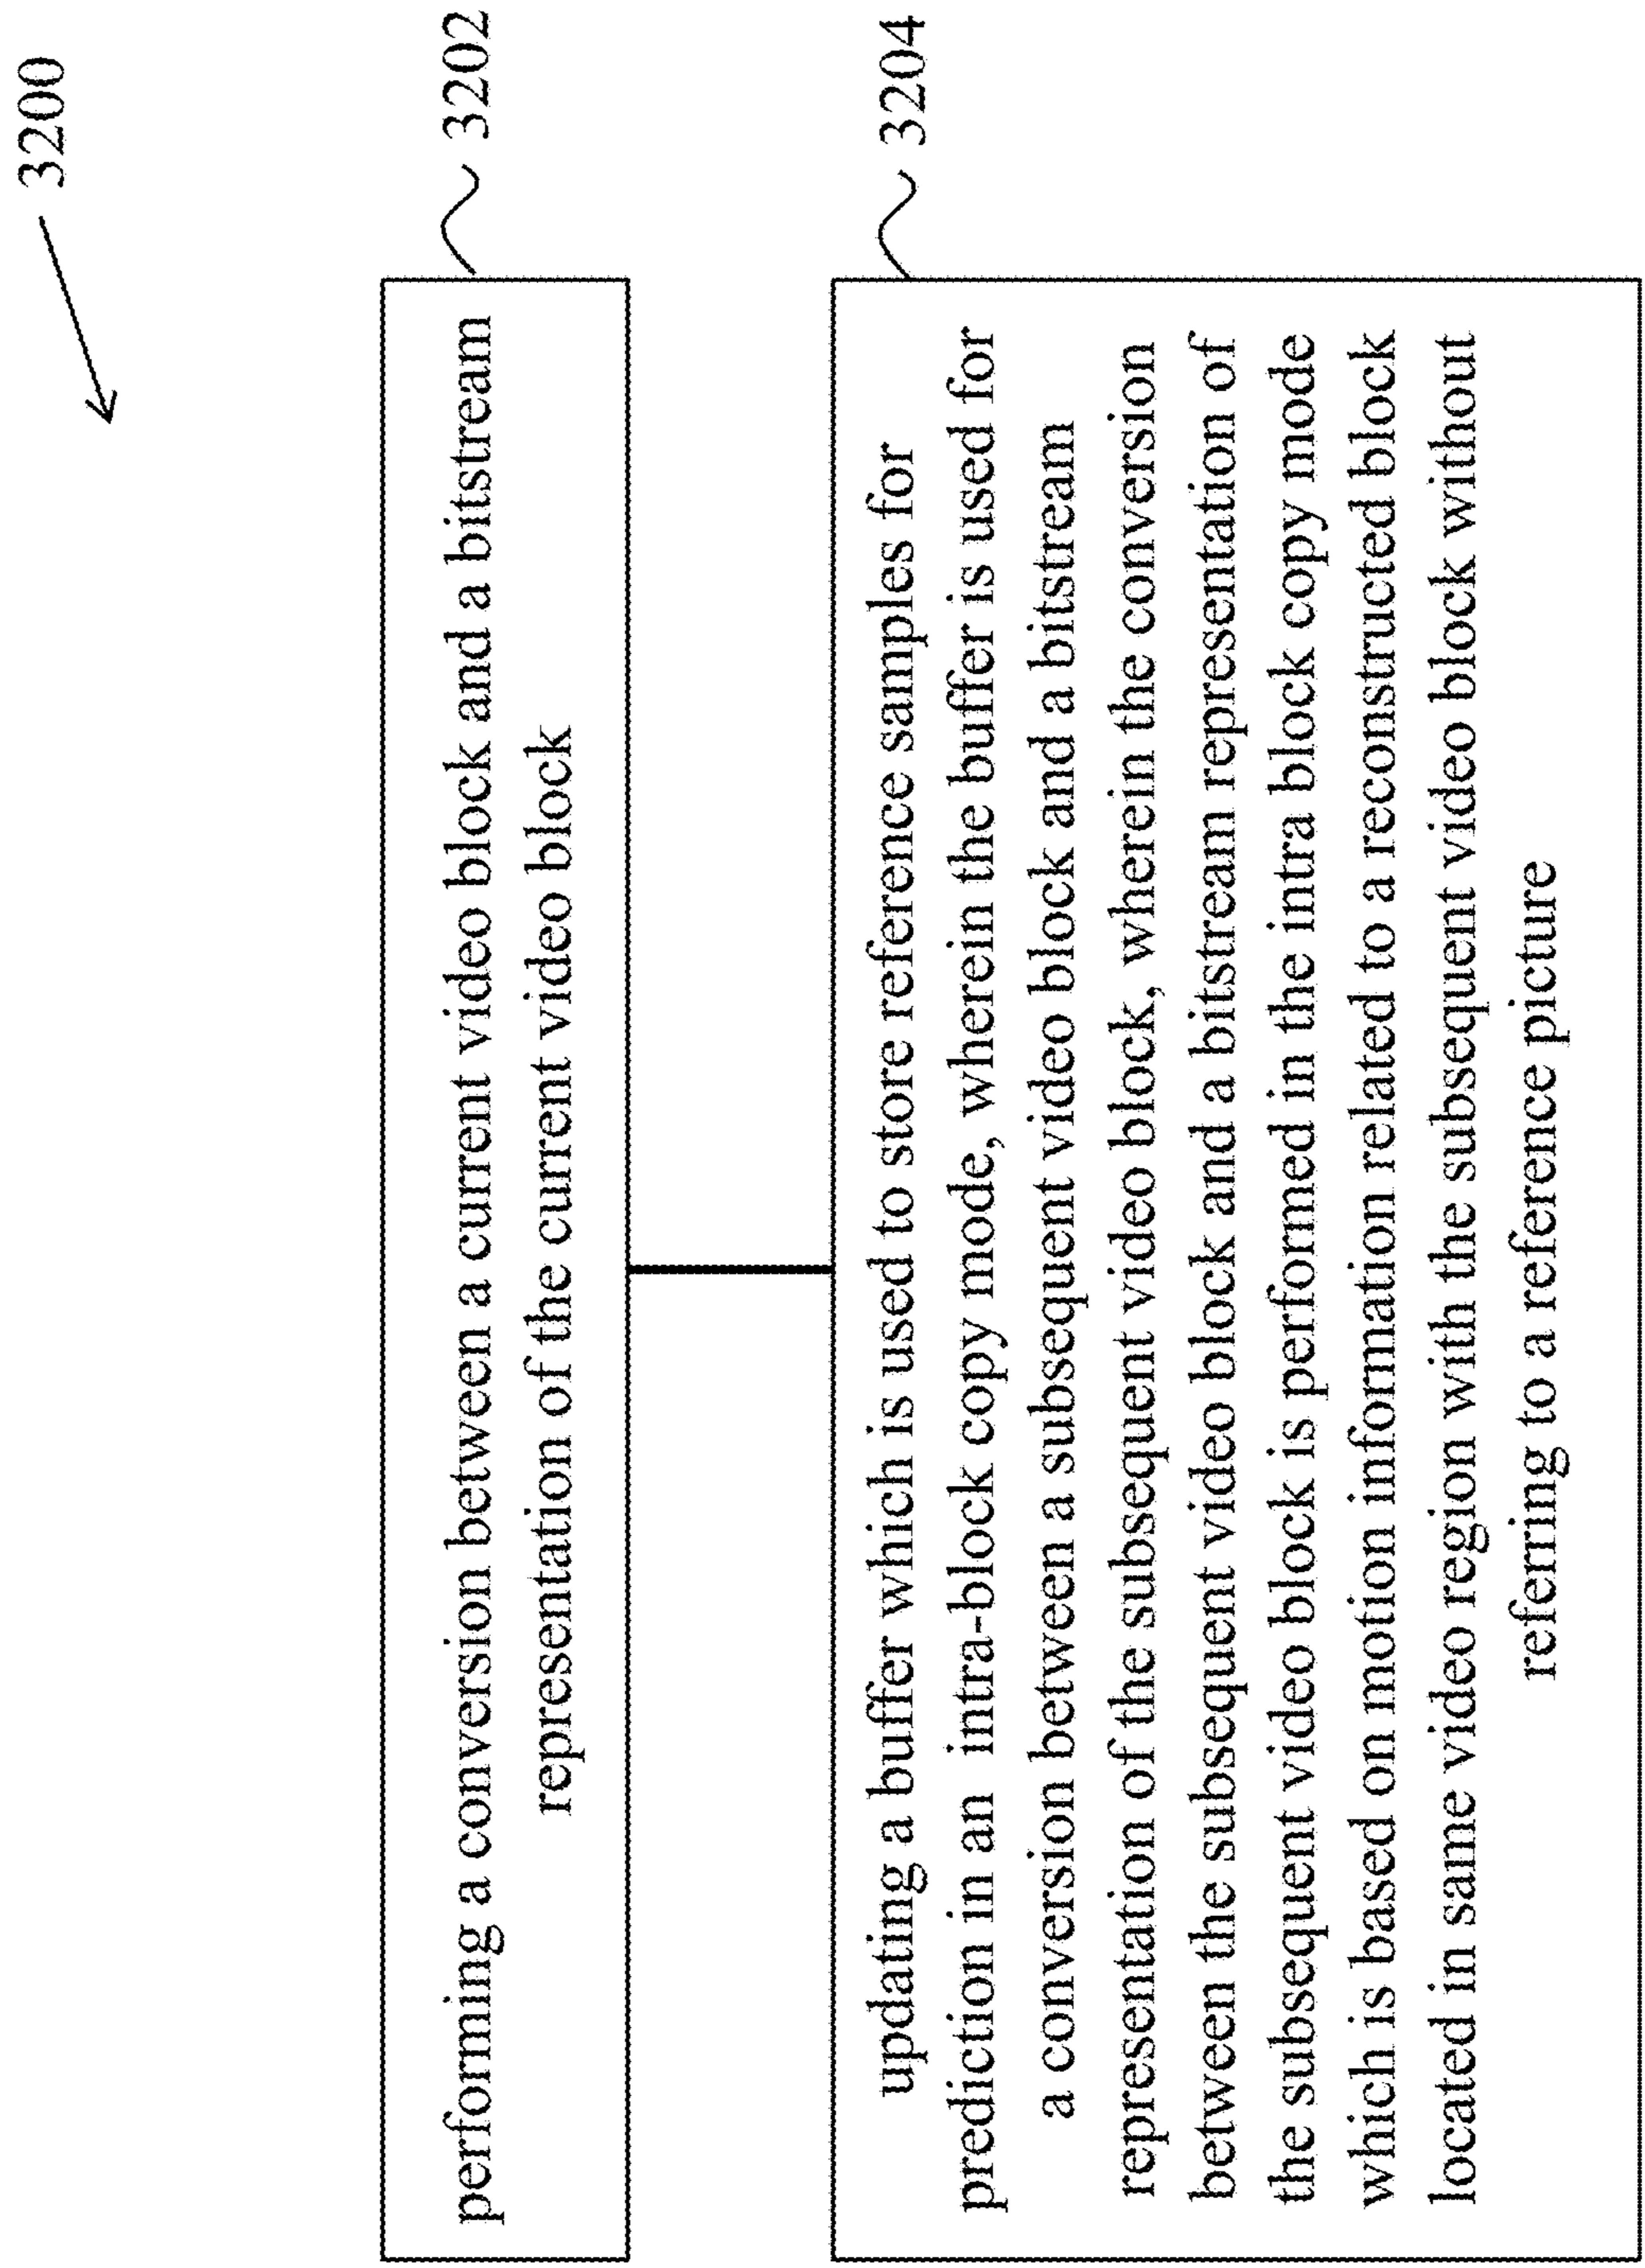 3200
performing a conversion between a current video block and a bitstream
representation of the current video block
3202
updating a buffer which is used to store reference samples for
prediction in an intra-block copy mode, wherein the buffer is used for
a conversion between a subsequent video block and a bitstream
representation of the subsequent video block, wherein the conversion
between the subsequent video block and a bitstream representation of
the subsequent video block is performed in the intra block copy mode
which is based on motion information related to a reconstructed block
located in same video region with the subsequent video block without
referring to a reference picture
3204